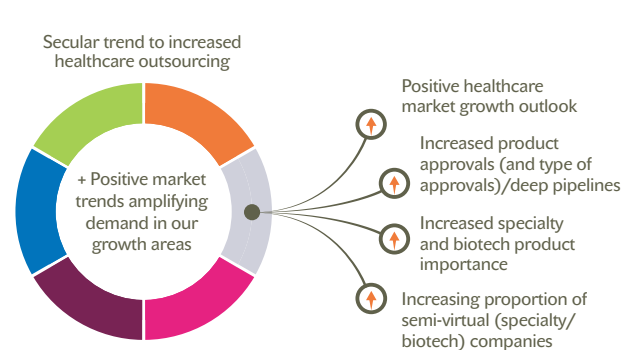 Secular trend to increased
healthcare outsourcing
+ Positive market
trends amplifying
demand in our
growth areas
Positive healthcare
market growth outlook
Increased product
approvals (and type of
approvals)/deep pipelines
Increased specialty
and biotech product
importance
Increasing proportion of
semi-virtual (specialty/
biotech) companies